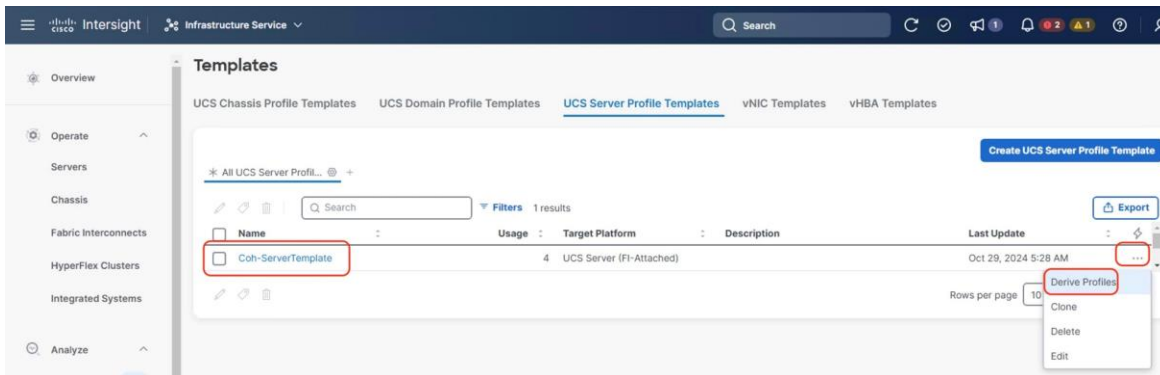 cisco Intersight Infrastructure Service Search 1 2 1
Templates
Overview
UCS Chassis Profile Templates UCS Domain Profile Templates UCS Server Profile Templates vNIC Templates vHBA Templates
Operate
Create UCS Server Profile Template
Servers
* All UCS Server Profil... +
Chassis
Search Filters 1 results Export
Fabric Interconnects
Name Usage Target Platform Description Last Update
Coh-ServerTemplate 4 UCS Server (FI-Attached) Oct 29, 2024 5:28 AM ...
HyperFlex Clusters
Derive Profiles
Integrated Systems
Rows per page 10
Clone
Delete
Analyze
Edit